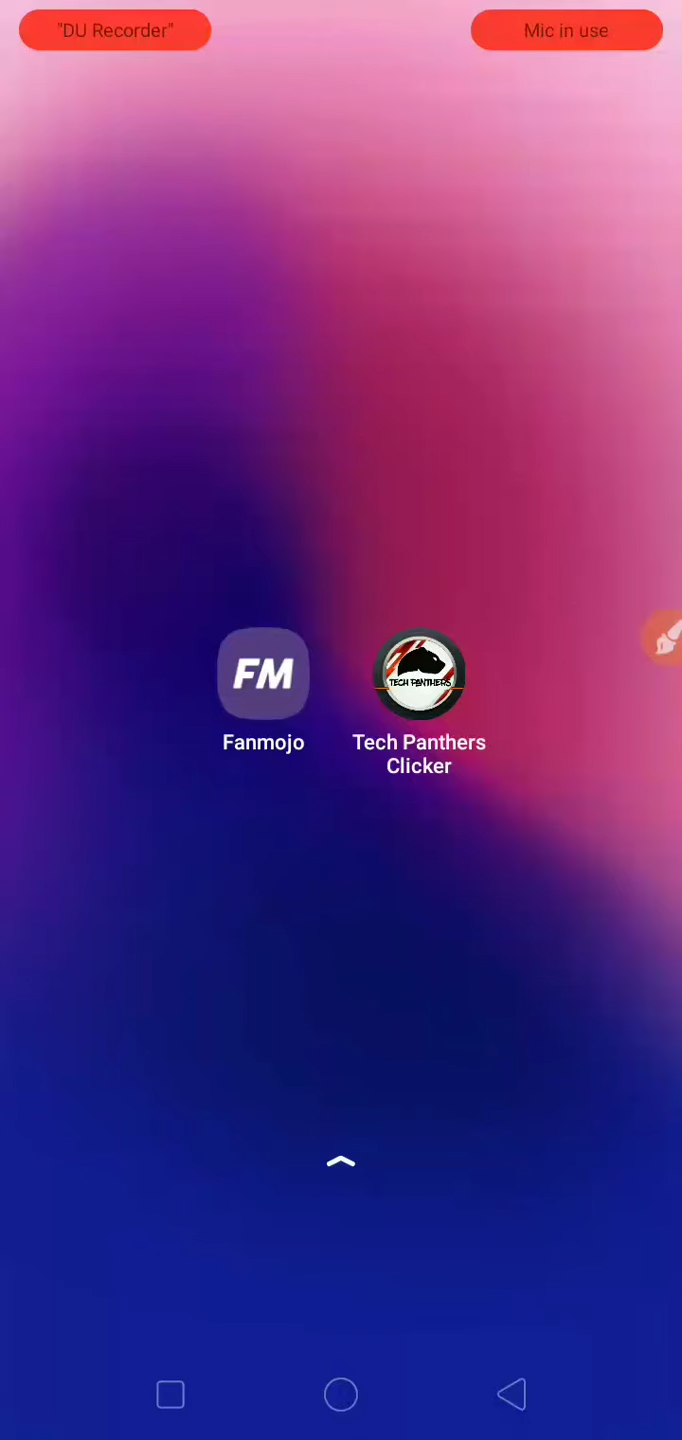 "DU Recorder"
Mic in use
FM
TECH PANTHERS
Fanmojo
Tech Panthers
Clicker